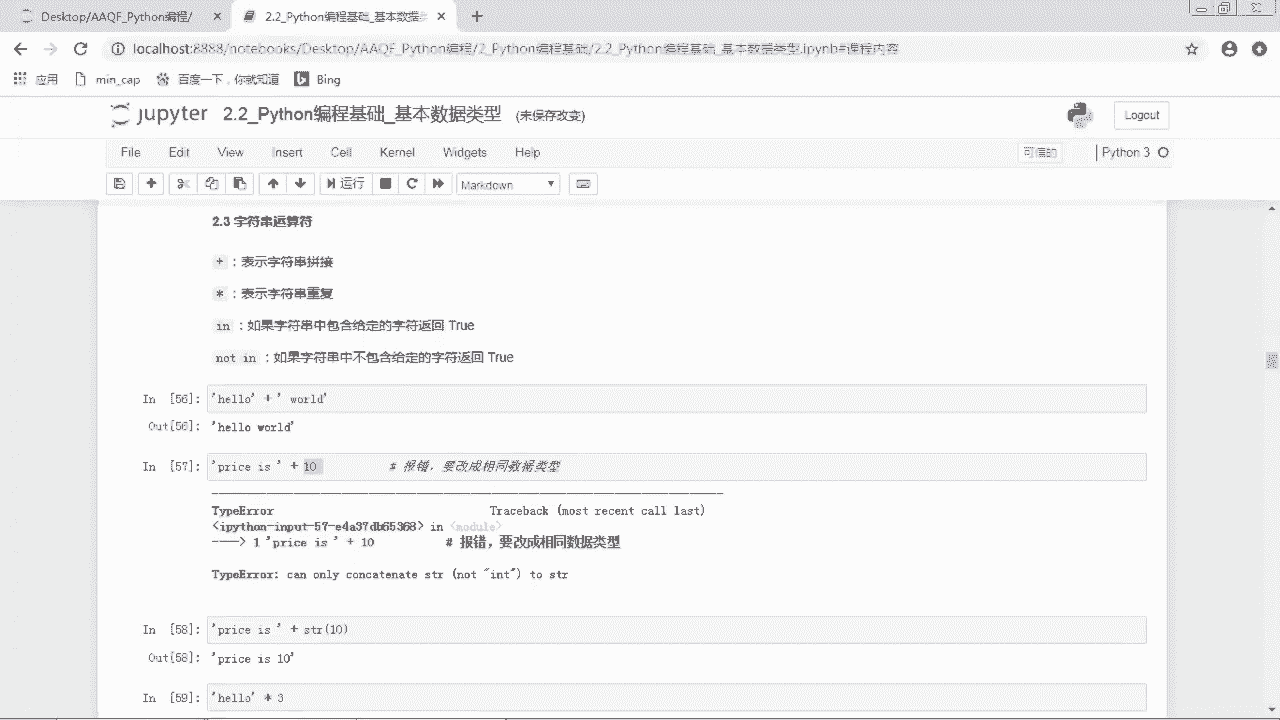 Desktop/AAQF_Python编程/
2.2_Python编程基础_基本数据
localhost:8888/notebooks/Desktop/AAQF_Python编程/2_Python编程基础/2.2_Python编程基础_基本数据类型.ipynb#课程内容
应用 min_cap 百度一下，你就知道 Bing
jupyter 2.2_Python编程基础_基本数据类型 (未保存改变) Logout
File Edit View Insert Cell Kernel Widgets Help 可信的 Python 3
运行 Markdown
2.3 字符串运算符
+ ：表示字符串拼接
* ：表示字符串重复
in ：如果字符串中包含给定的字符返回 True
not in ：如果字符串中不包含给定的字符返回 True
In [56]: 'hello' + ' world'
Out[56]: 'hello world'
In [57]: 'price is ' + 10 # 报错，要改成相同数据类型
---------------------------------------------------------------------------
TypeError Traceback (most recent call last)
<ipython-input-57-e4a37db65368> in <module>
----> 1 'price is ' + 10 # 报错，要改成相同数据类型
TypeError: can only concatenate str (not "int") to str
In [58]: 'price is ' + str(10)
Out[58]: 'price is 10'
In [59]: 'hello' * 3